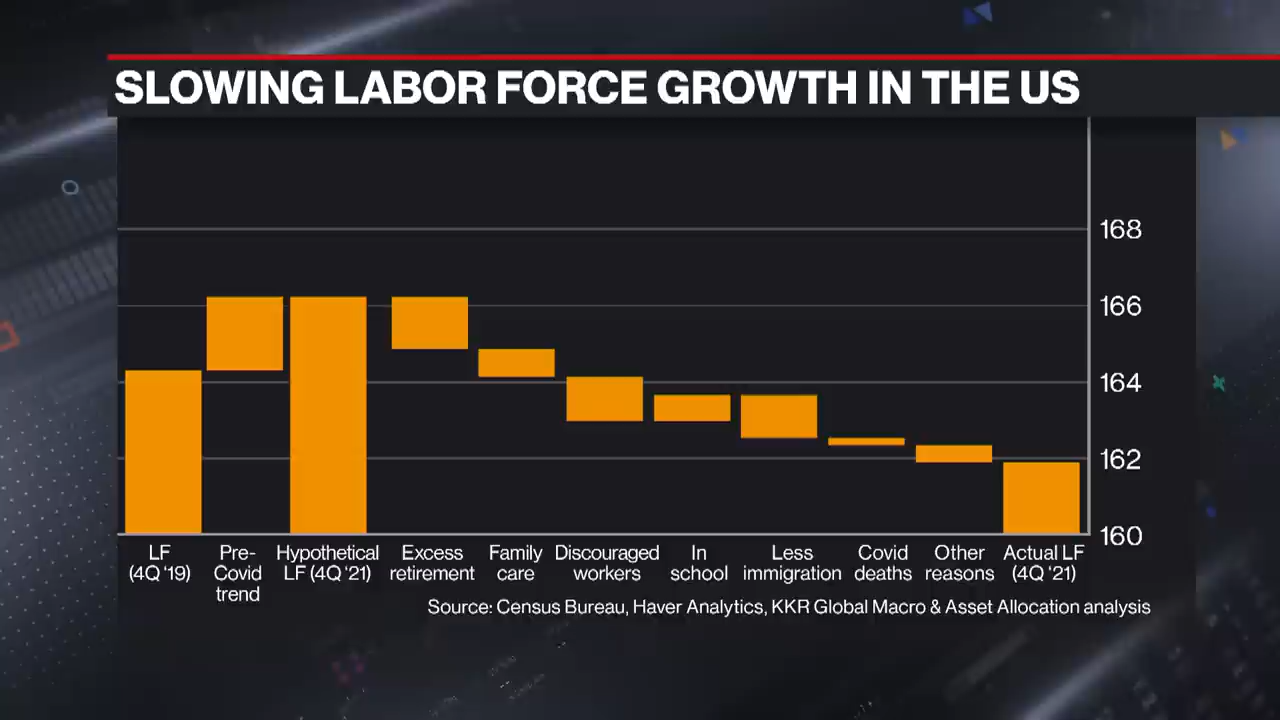 SLOWING LABOR FORCE GROWTH IN THE US
168
166
164
162
160
LF
(4Q ‘19)
Pre-
Covid
trend
Hypothetical
LF (4Q ‘21)
Excess
retirement
Family
care
Discouraged
workers
In
school
Less
immigration
Covid
deaths
Other
reasons
Actual LF
(4Q ‘21)
Source: Census Bureau, Haver Analytics, KKR Global Macro & Asset Allocation analysis